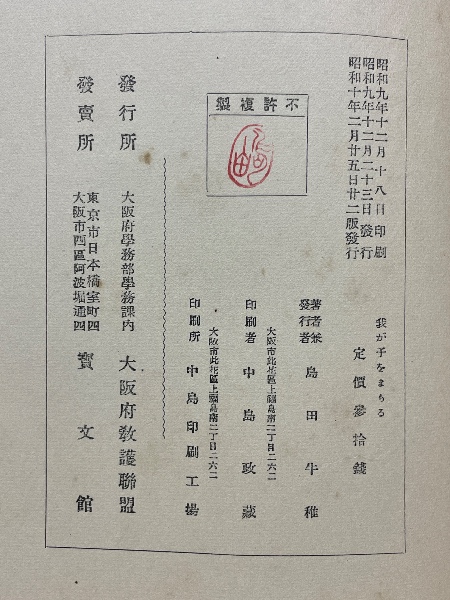 昭和九年十二月十八日印刷
昭和九年十二月二十三日發行
昭和十年二月廿五日廿二版發行
不許複製
我が子をまもる
定價參拾錢
著者兼
發行者 島田牛稚
大阪市此花區上福島南二丁目二六二
印刷者 中島政藏
大阪市此花區上福島南二丁目二六二
印刷所 中島印刷工場
發行所 大阪府學務部學務課內 大阪府敎護聯盟
發賣所 東京市日本橋室町四
大阪市西區阿波堀通四 寶文館